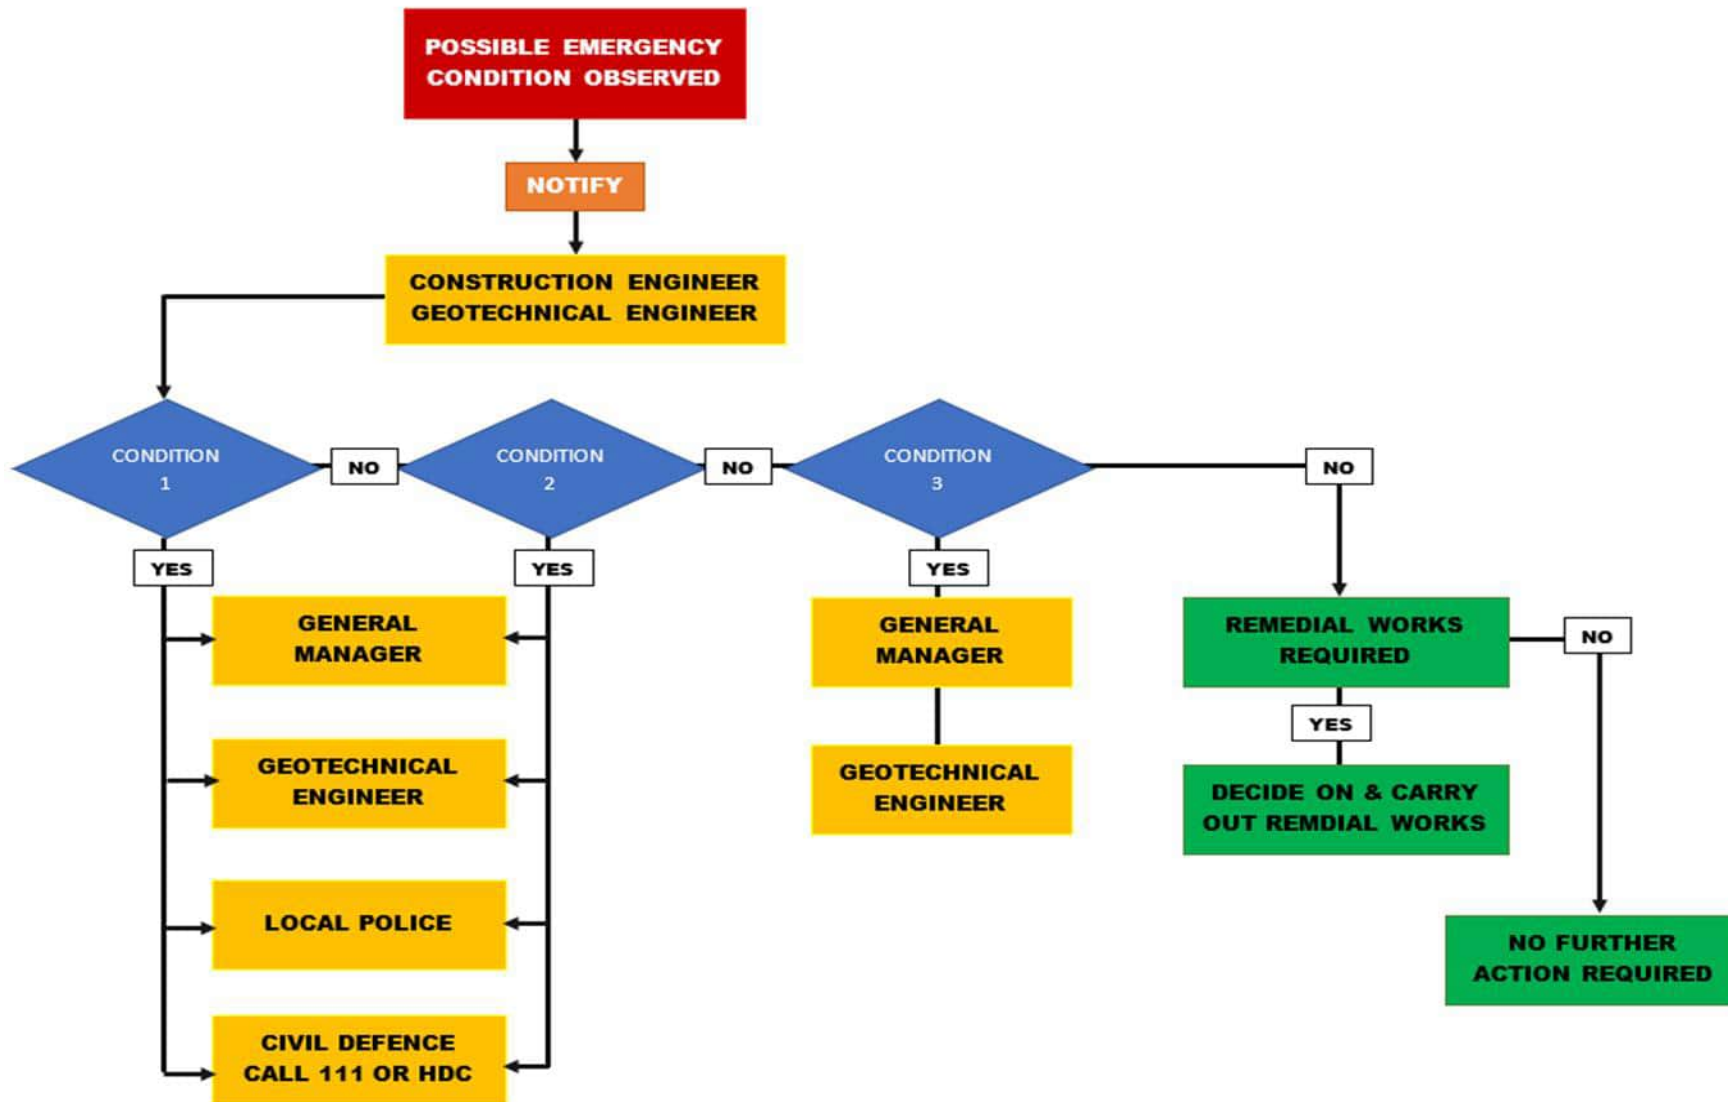 POSSIBLE EMERGENCY
CONDITION OBSERVED
NOTIFY
CONSTRUCTION ENGINEER
GEOTECHNICAL ENGINEER
CONDITION
1
NO
CONDITION
2
NO
CONDITION
3
NO
YES
YES
YES
GENERAL
MANAGER
GENERAL
MANAGER
REMEDIAL WORKS
REQUIRED
NO
YES
GEOTECHNICAL
ENGINEER
GEOTECHNICAL
ENGINEER
DECIDE ON & CARRY
OUT REMDIAL WORKS
LOCAL POLICE
NO FURTHER
ACTION REQUIRED
CIVIL DEFENCE
CALL 111 OR HDC